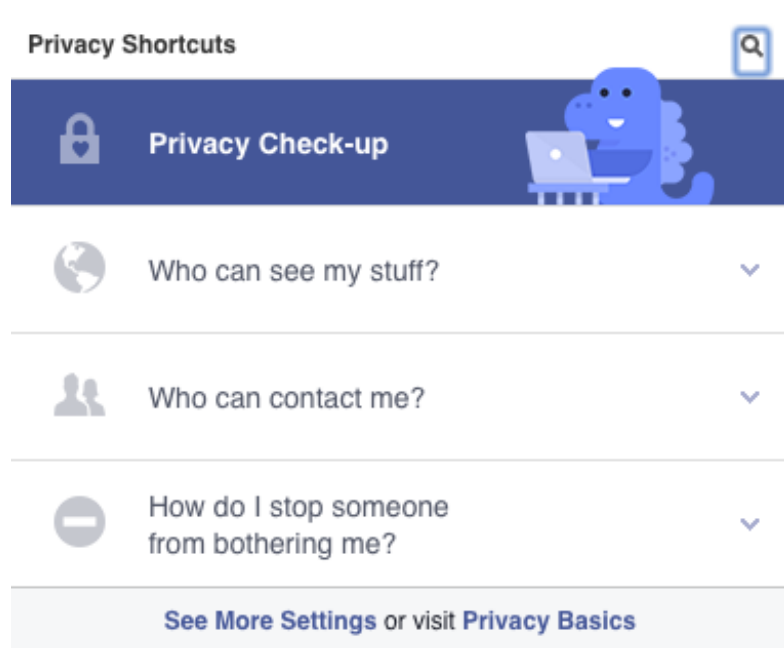 Privacy Shortcuts
Privacy Check-up
Who can see my stuff?
Who can contact me?
How do I stop someone
from bothering me?
See More Settings or visit Privacy Basics